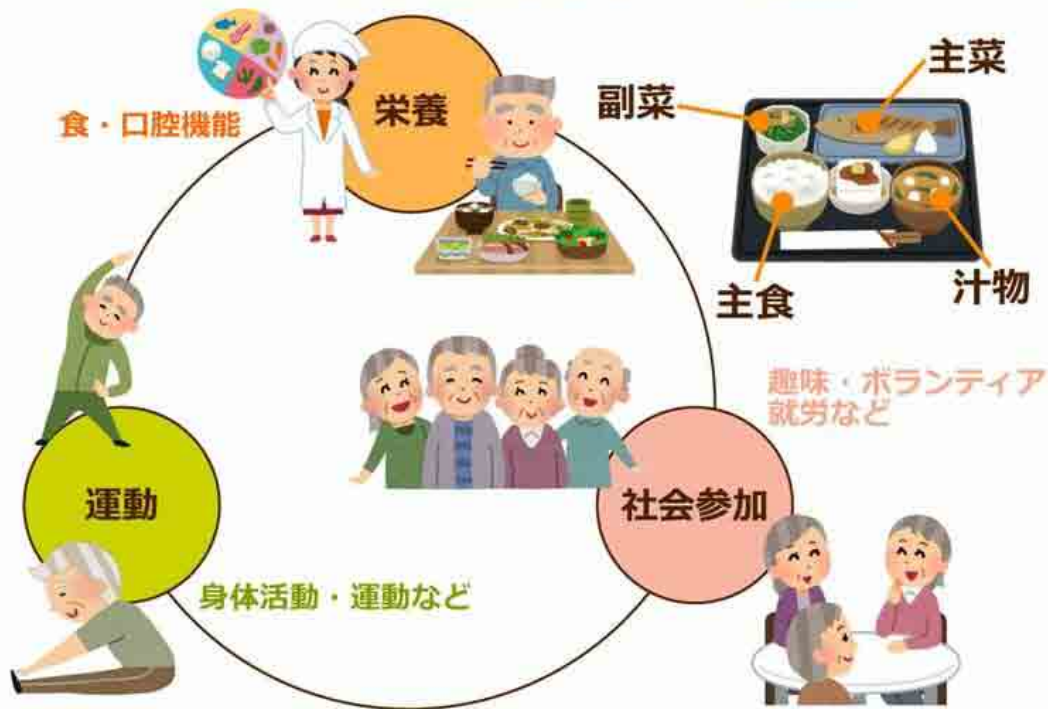 栄養
食・口腔機能
主菜
副菜
主食
汁物
趣味・ボランティア
就労など
運動
社会参加
身体活動・運動など